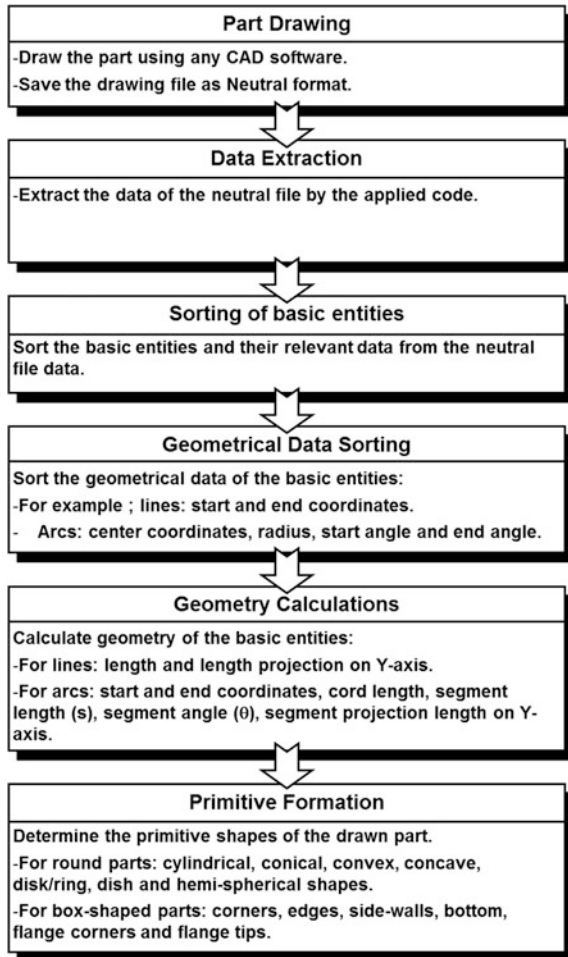 Part Drawing
-Draw the part using any CAD software.
-Save the drawing file as Neutral format.
Data Extraction
-Extract the data of the neutral file by the applied code.
Sorting of basic entities
Sort the basic entities and their relevant data from the neutral
file data.
Geometrical Data Sorting
Sort the geometrical data of the basic entities:
-For example ; lines: start and end coordinates.
- Arcs: center coordinates, radius, start angle and end angle.
Geometry Calculations
Calculate geometry of the basic entities:
-For lines: length and length projection on Y-axis.
-For arcs: start and end coordinates, cord length, segment
length (s), segment angle (θ), segment projection length on Y-
axis.
Primitive Formation
Determine the primitive shapes of the drawn part.
-For round parts: cylindrical, conical, convex, concave,
disk/ring, dish and hemi-spherical shapes.
-For box-shaped parts: corners, edges, side-walls, bottom,
flange corners and flange tips.